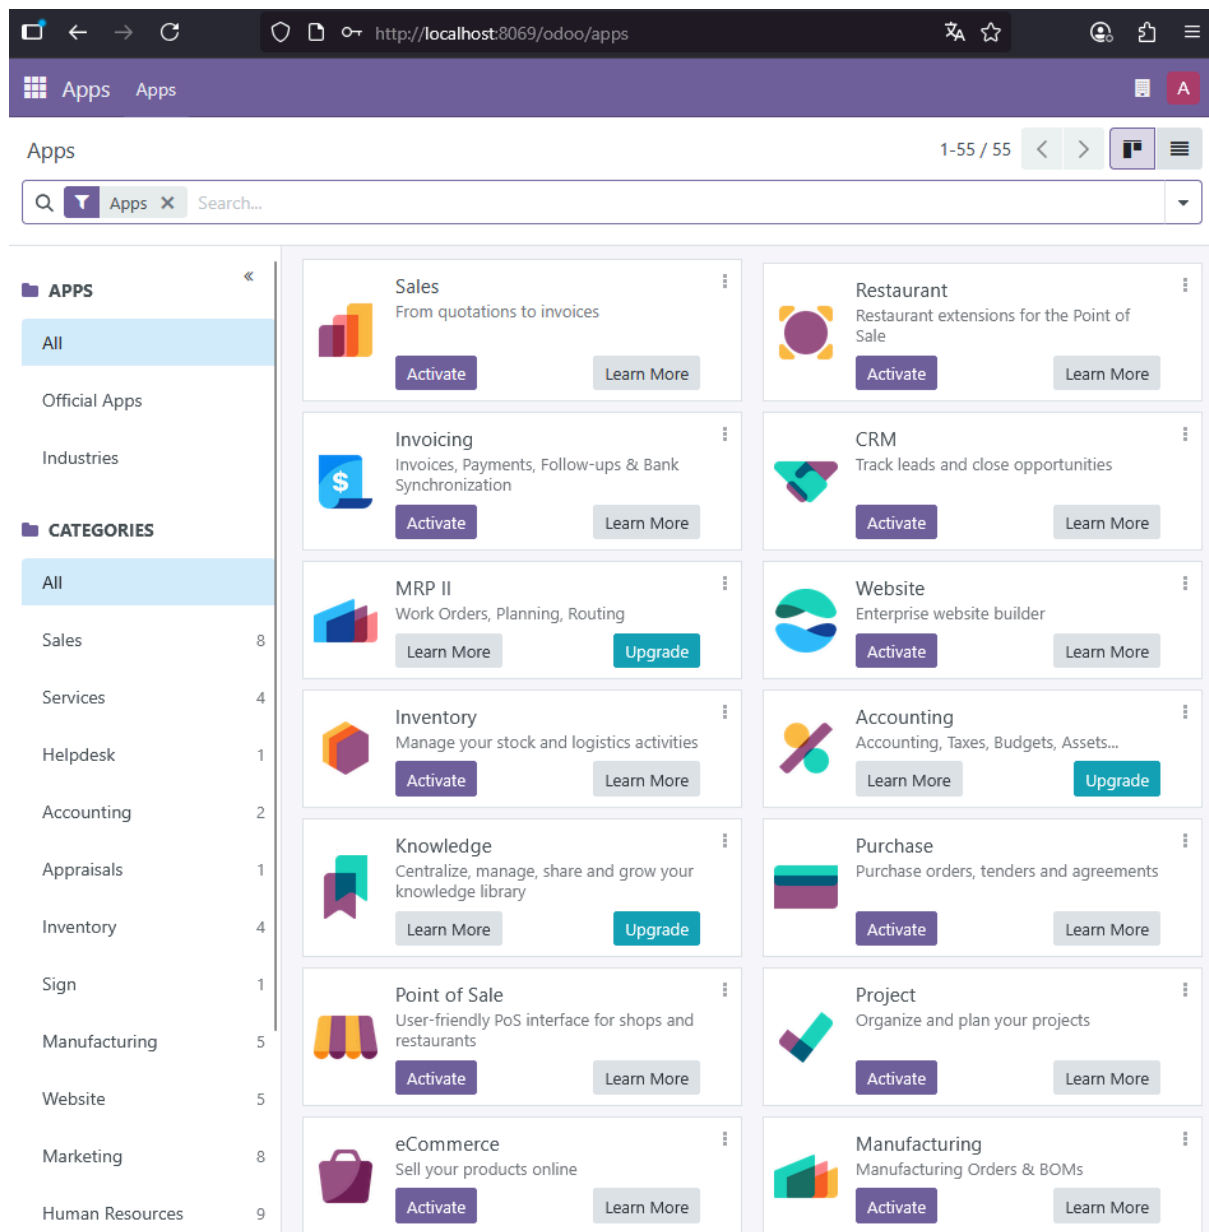 http://localhost:8069/odoo/apps
Apps
Apps
A
Apps
1-55 / 55
Apps
Search...
APPS
All
Official Apps
Industries
CATEGORIES
All
Sales 8
Services 4
Helpdesk 1
Accounting 2
Appraisals 1
Inventory 4
Sign 1
Manufacturing 5
Website 5
Marketing 8
Human Resources 9
Sales
From quotations to invoices
Activate
Learn More
Restaurant
Restaurant extensions for the Point of
Sale
Activate
Learn More
Invoicing
Invoices, Payments, Follow-ups & Bank
Synchronization
Activate
Learn More
CRM
Track leads and close opportunities
Activate
Learn More
MRP II
Work Orders, Planning, Routing
Learn More
Upgrade
Website
Enterprise website builder
Activate
Learn More
Inventory
Manage your stock and logistics activities
Activate
Learn More
Accounting
Accounting, Taxes, Budgets, Assets...
Learn More
Upgrade
Knowledge
Centralize, manage, share and grow your
knowledge library
Learn More
Upgrade
Purchase
Purchase orders, tenders and agreements
Activate
Learn More
Point of Sale
User-friendly PoS interface for shops and
restaurants
Activate
Learn More
Project
Organize and plan your projects
Activate
Learn More
eCommerce
Sell your products online
Activate
Learn More
Manufacturing
Manufacturing Orders & BOMs
Activate
Learn More